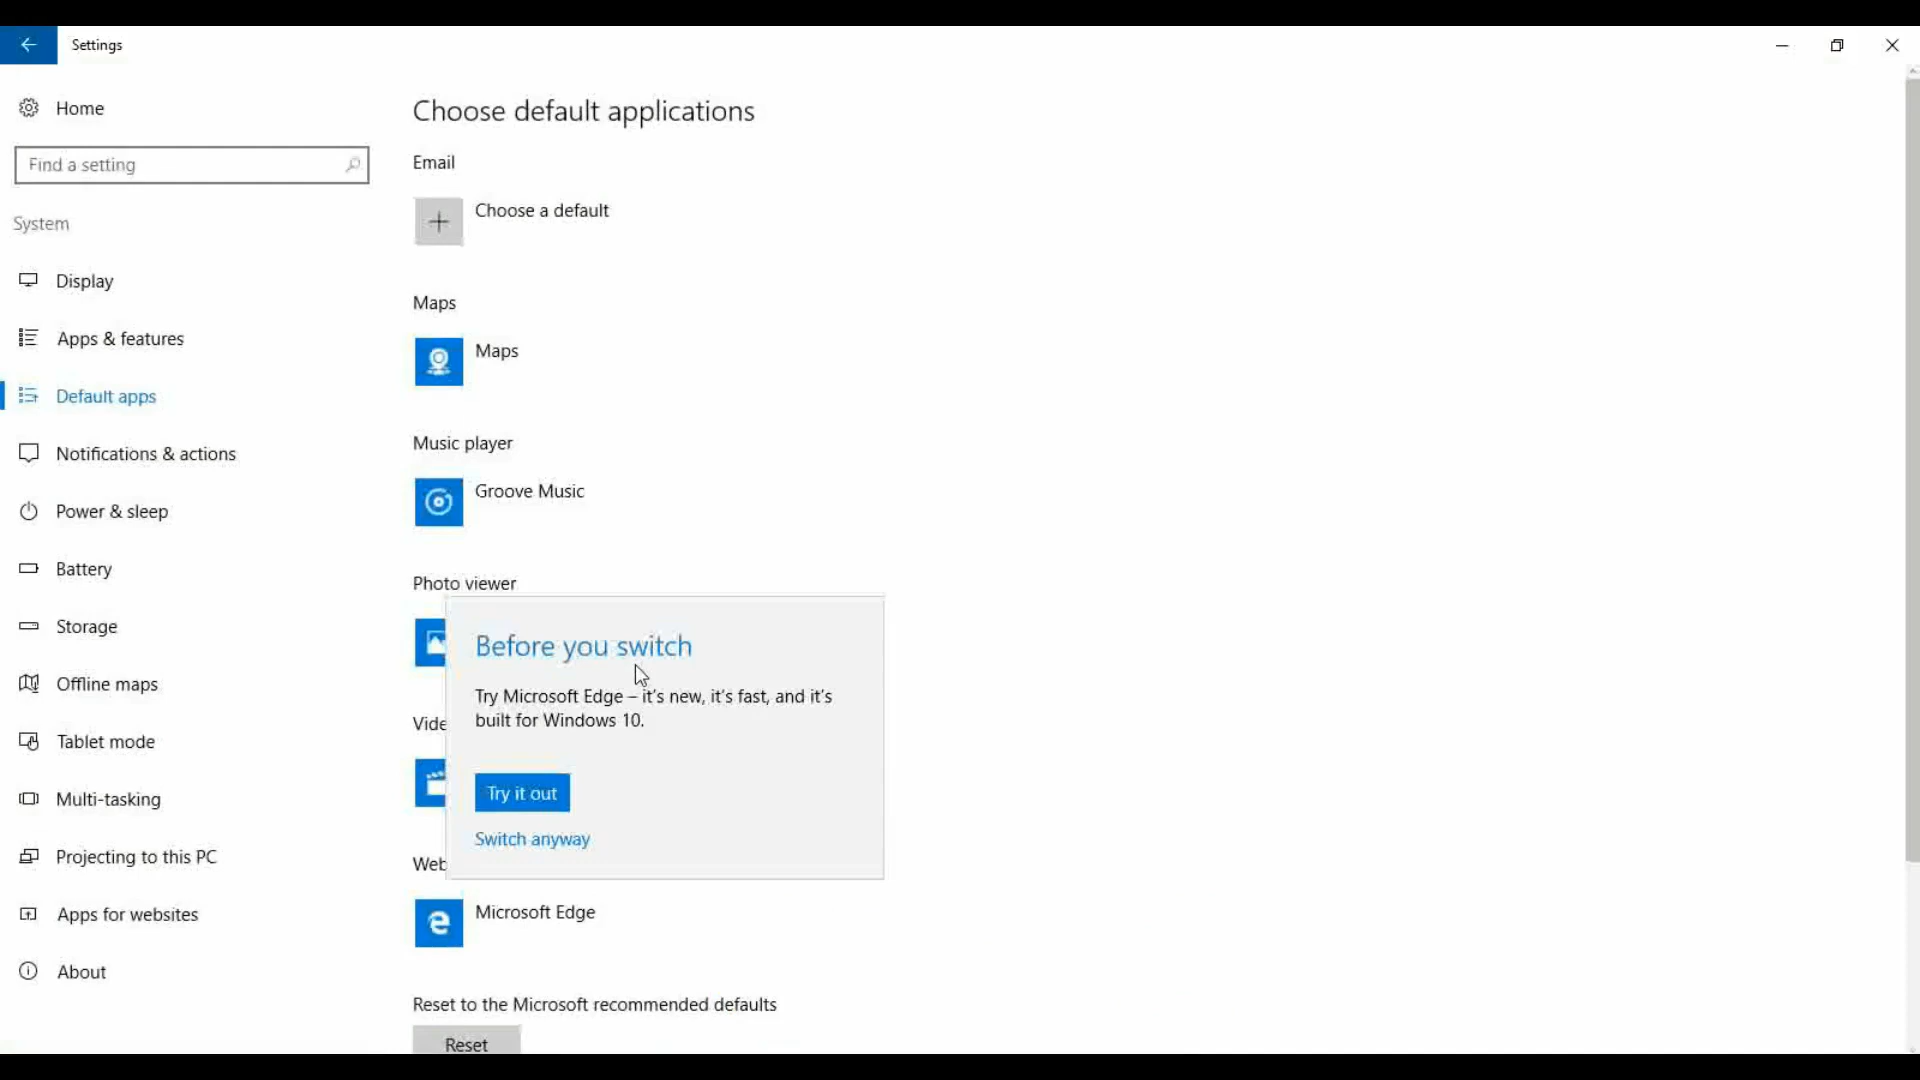 Settings
Home
Find a setting
System
Display
Apps & features
Default apps
Notifications & actions
Power & sleep
Battery
Storage
Offline maps
Tablet mode
Multi-tasking
Projecting to this PC
Apps for websites
About
Choose default applications
Email
Choose a default
Maps
Maps
Music player
Groove Music
Photo viewer
Before you switch
Try Microsoft Edge – it's new, it's fast, and it's
built for Windows 10.
Vide
Try it out
Switch anyway
Web
Microsoft Edge
Reset to the Microsoft recommended defaults
Reset